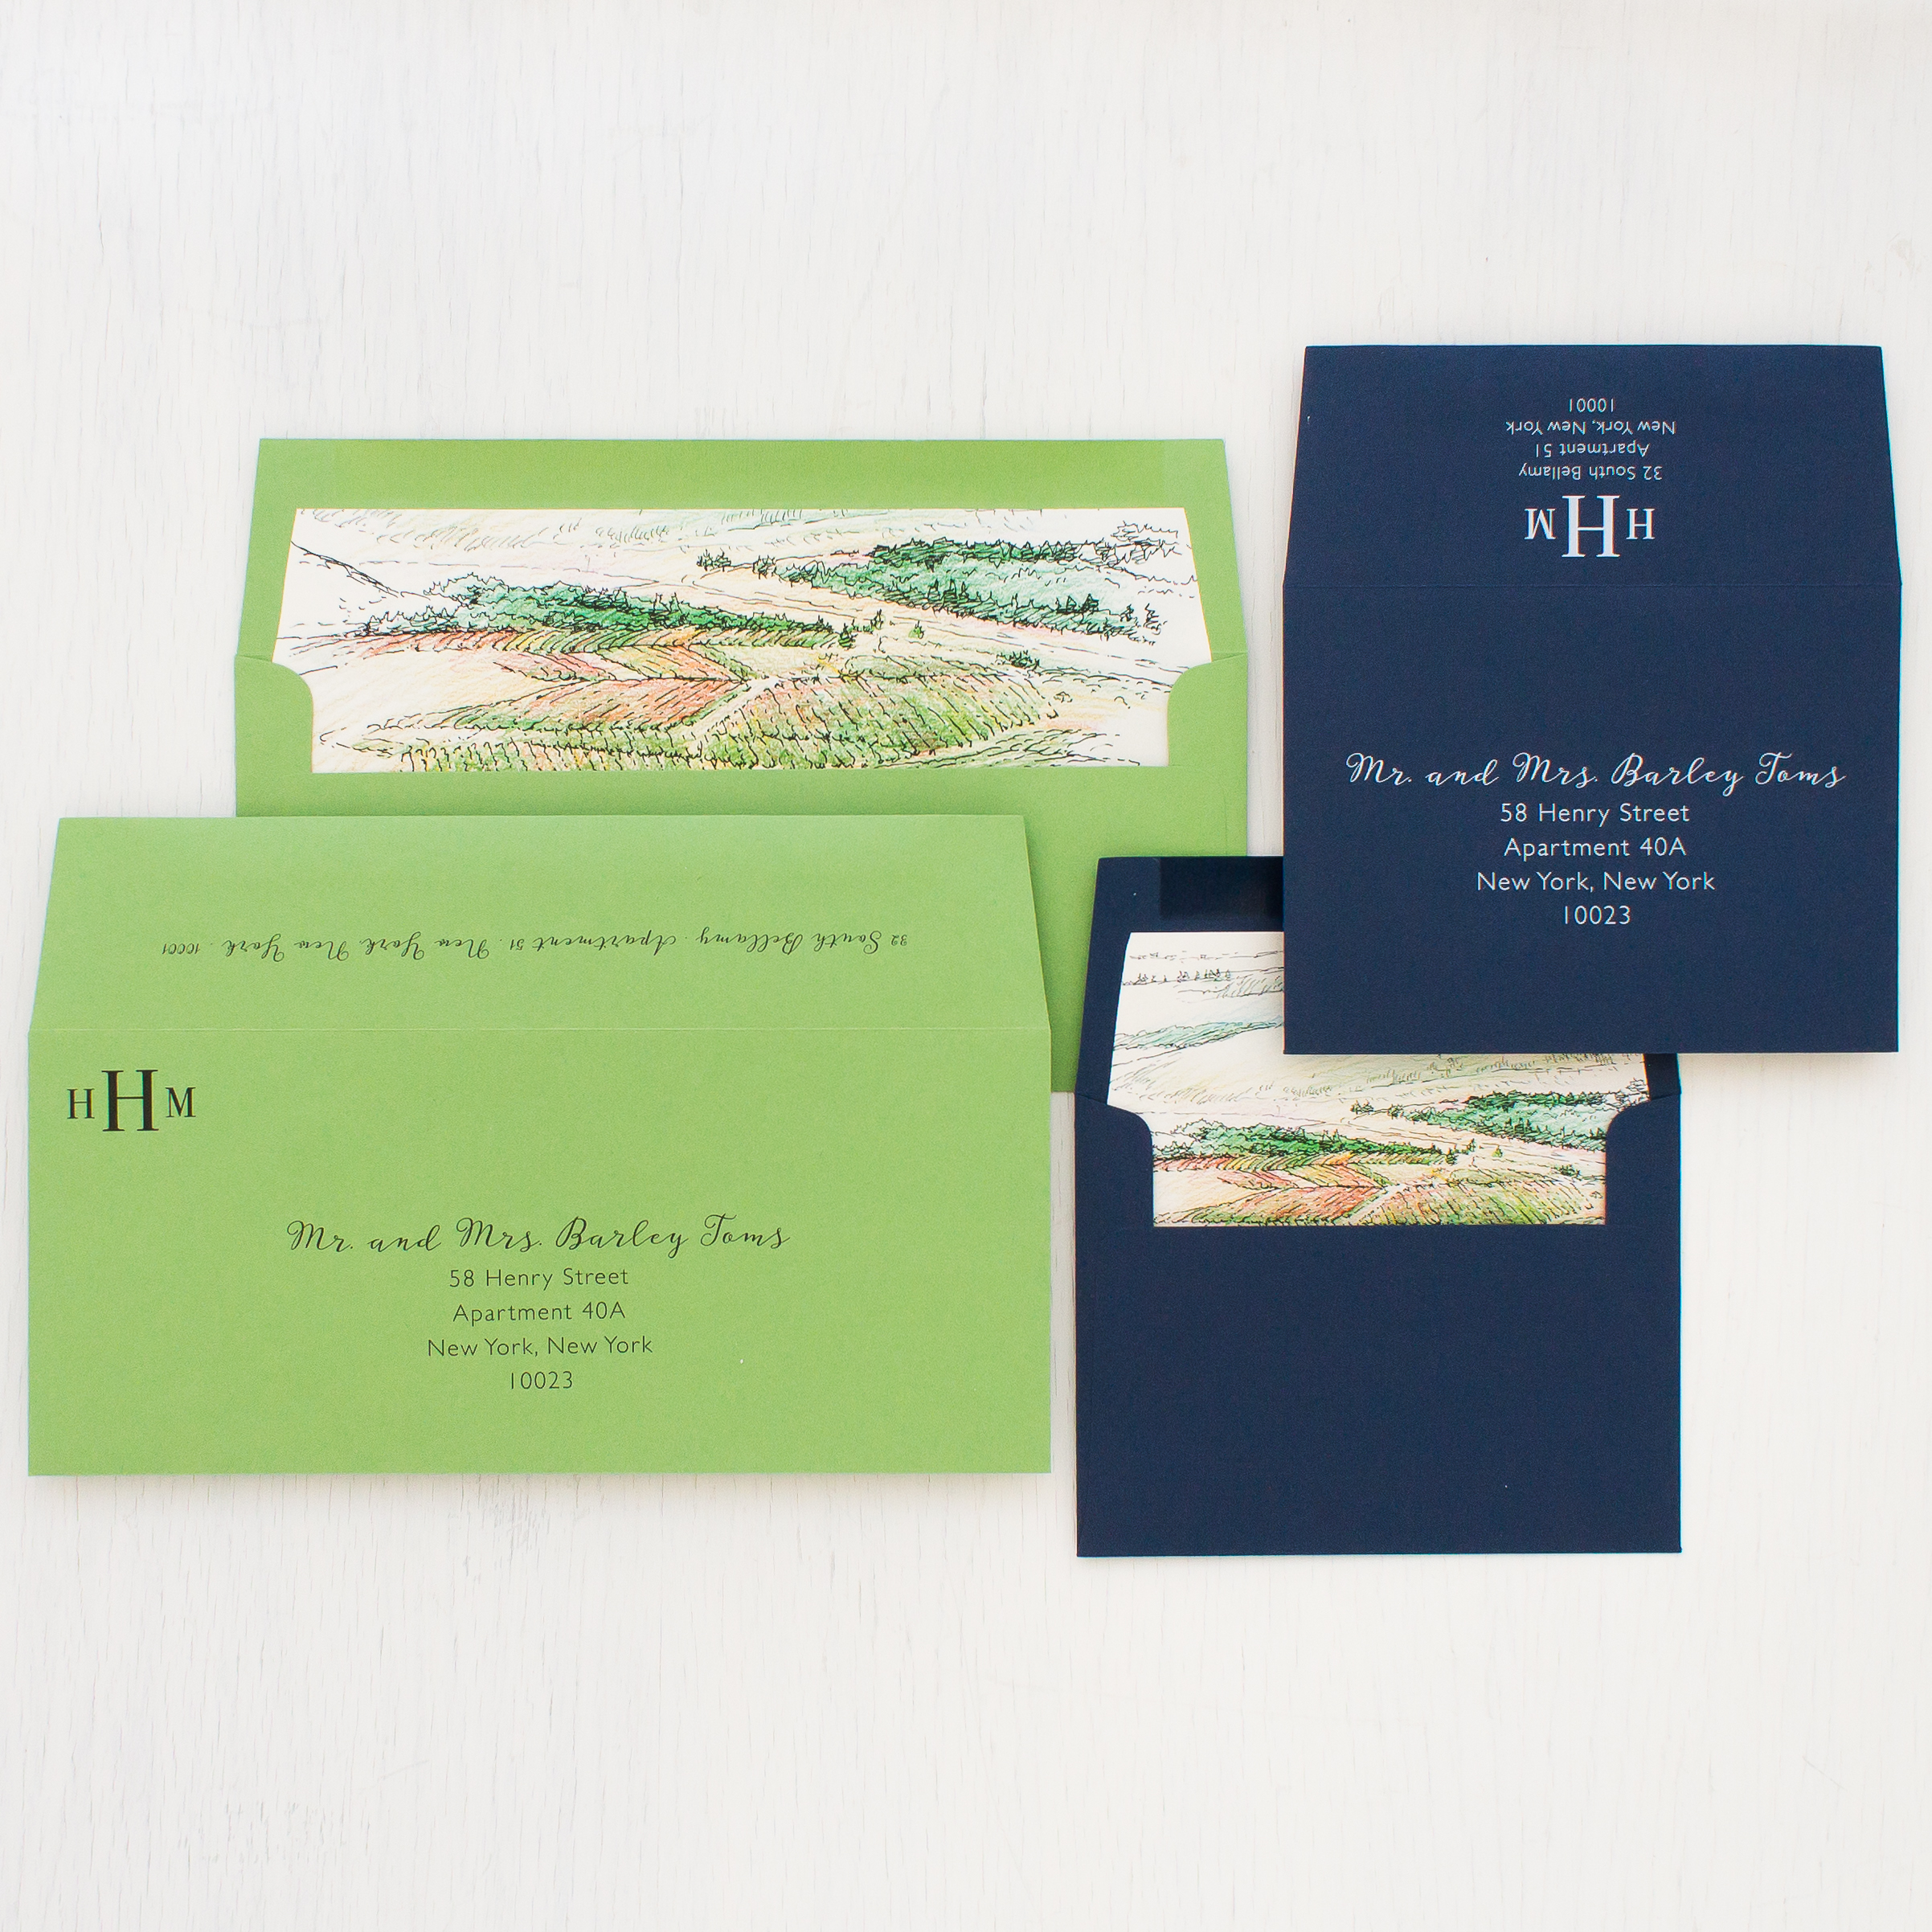 32 South Bellamy . Apartment 51 . New York, New York . 10001
H H M
Mr. and Mrs. Barley Toms
58 Henry Street
Apartment 40A
New York, New York
10023
H H M
32 South Bellamy
Apartment 51
New York, New York
10001
Mr. and Mrs. Barley Toms
58 Henry Street
Apartment 40A
New York, New York
10023